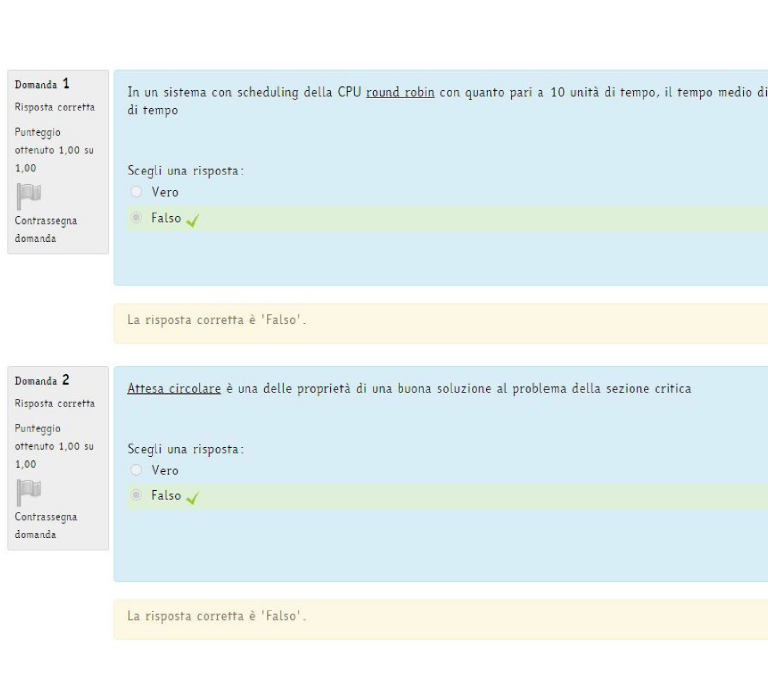 Domanda 1
Risposta corretta
Punteggio
ottenuto 1,00 su
1,00
Contrassegna
domanda
In un sistema con scheduling della CPU round robin con quanto pari a 10 unità di tempo, il tempo medio di
di tempo
Scegli una risposta:
Vero
Falso
La risposta corretta è 'Falso'.
Domanda 2
Risposta corretta
Punteggio
ottenuto 1,00 su
1,00
Contrassegna
domanda
Attesa circolare è una delle proprietà di una buona soluzione al problema della sezione critica
Scegli una risposta:
Vero
Falso
La risposta corretta è 'Falso'.